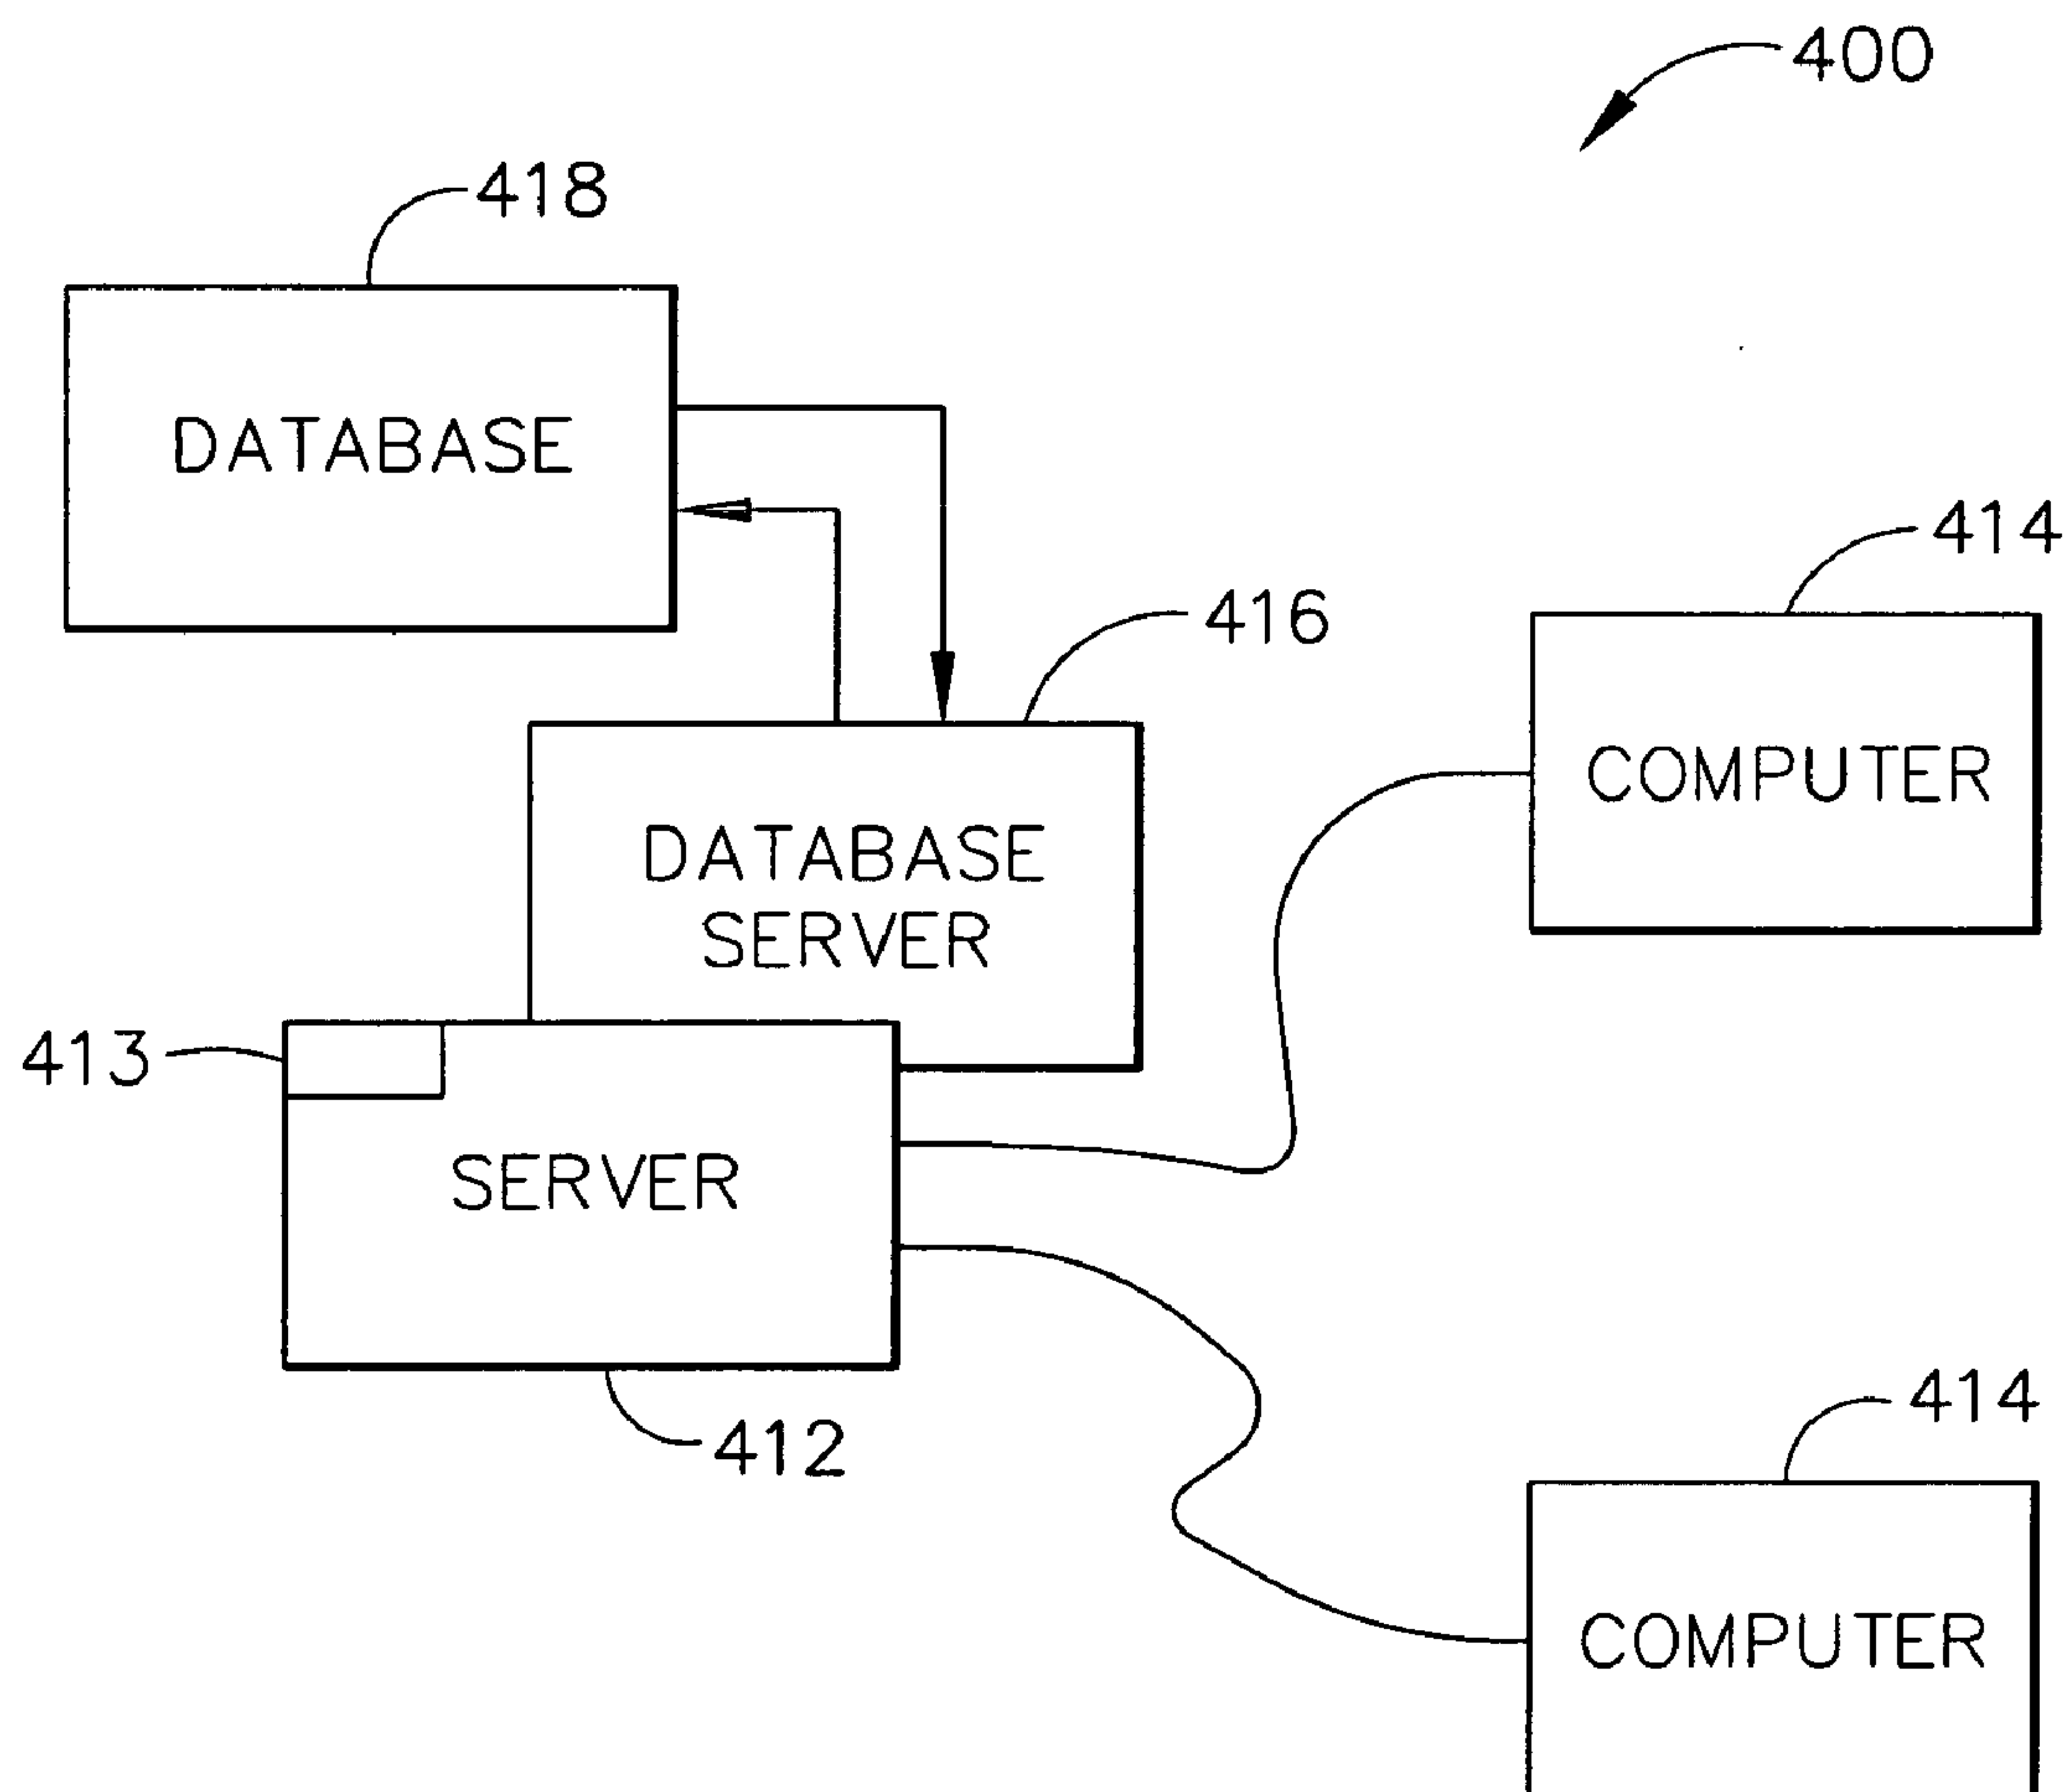 400
418
DATABASE
414
416
COMPUTER
DATABASE
SERVER
413
SERVER
412
414
COMPUTER